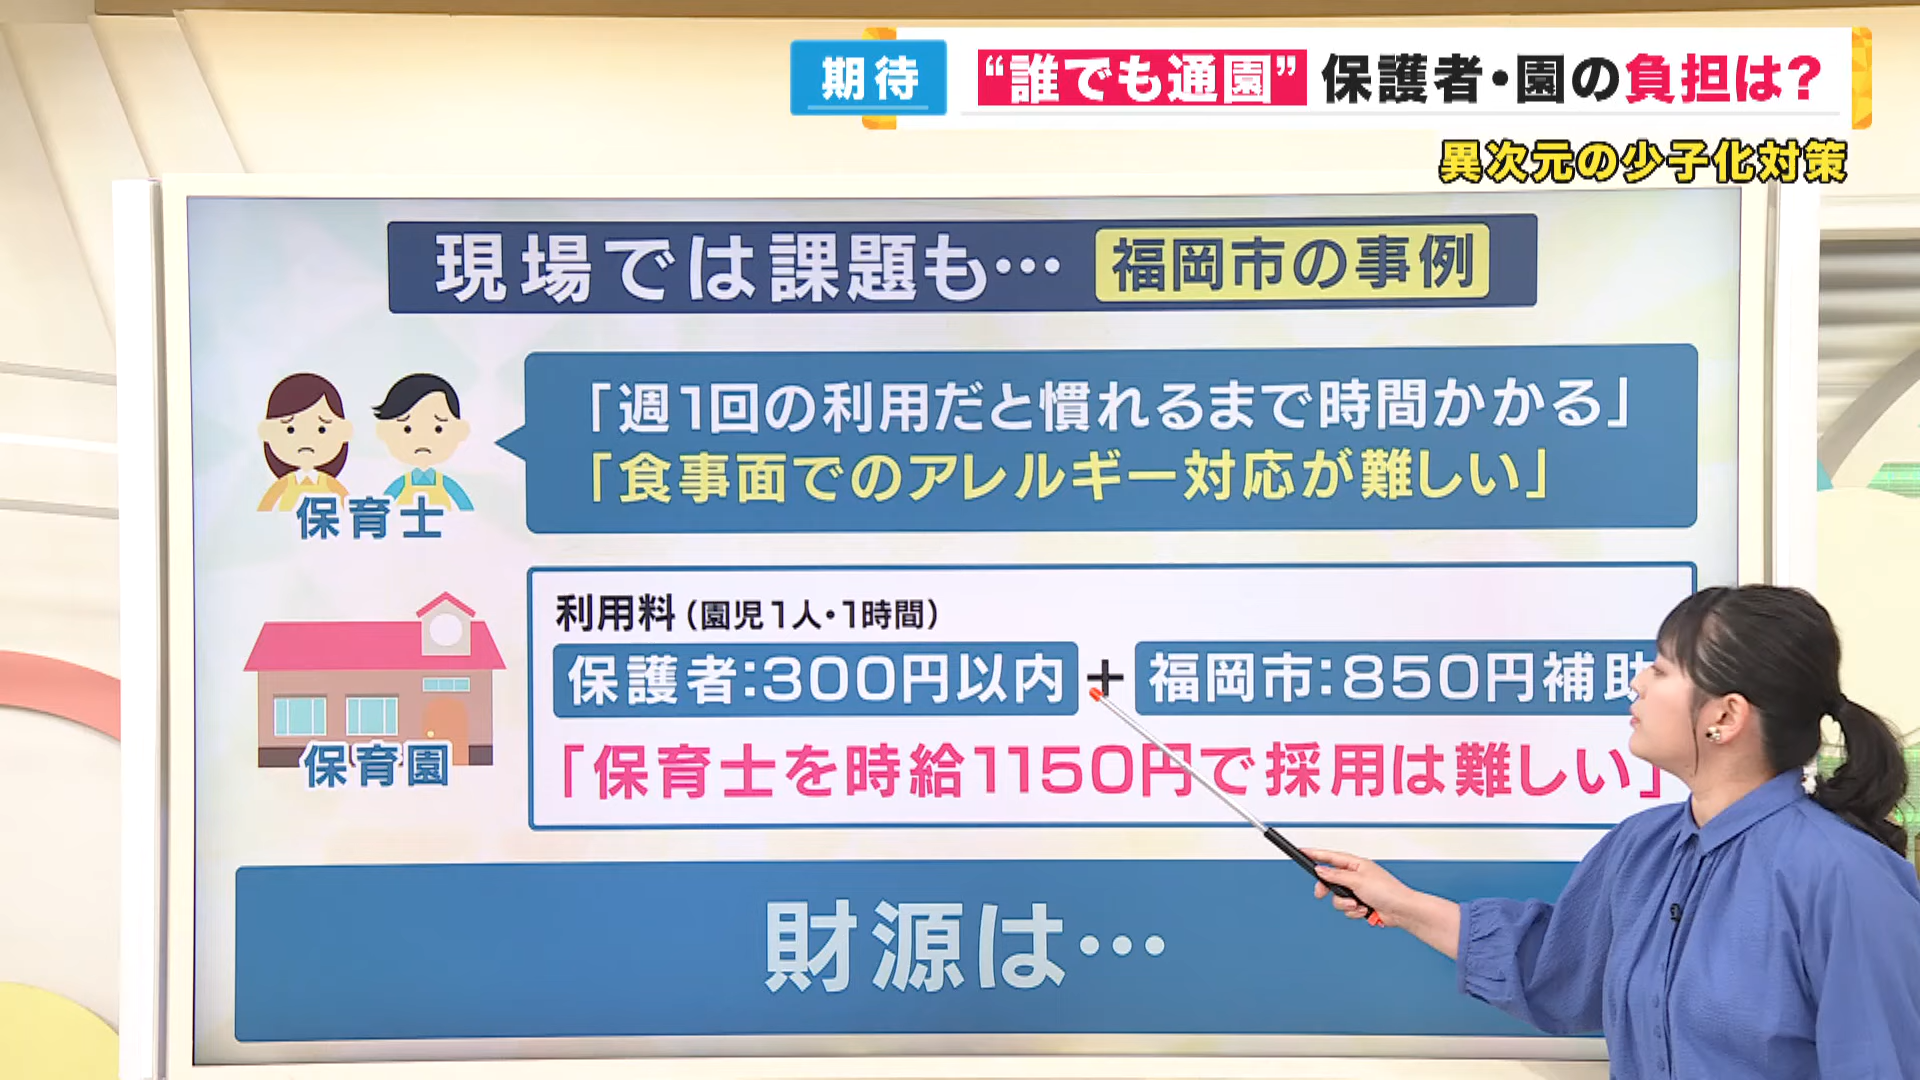 期待
“誰でも通園” 保護者・園の負担は?
異次元の少子化対策
現場では課題も… 福岡市の事例
「週1回の利用だと慣れるまで時間かかる」
「食事面でのアレルギー対応が難しい」
保育士
利用料(園児1人・1時間)
保護者:300円以内 + 福岡市:850円補助
「保育士を時給1150円で採用は難しい」
保育園
財源は…